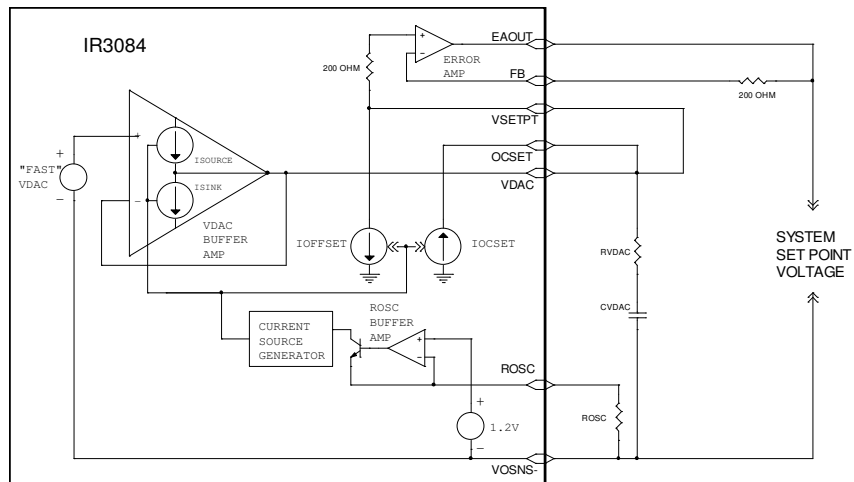 IR3084
EAOUT
200 OHM
+
−
ERROR
AMP
FB
200 OHM
VSETPT
OCSET
VDAC
+
"FAST"
VDAC
−
+
−
ISOURCE
ISINK
VDAC
BUFFER
AMP
IOFFSET
IOCSET
RVDAC
CVDAC
SYSTEM
SET POINT
VOLTAGE
CURRENT
SOURCE
GENERATOR
ROSC
BUFFER
AMP
+
−
ROSC
+
1.2V
−
ROSC
VOSNS-